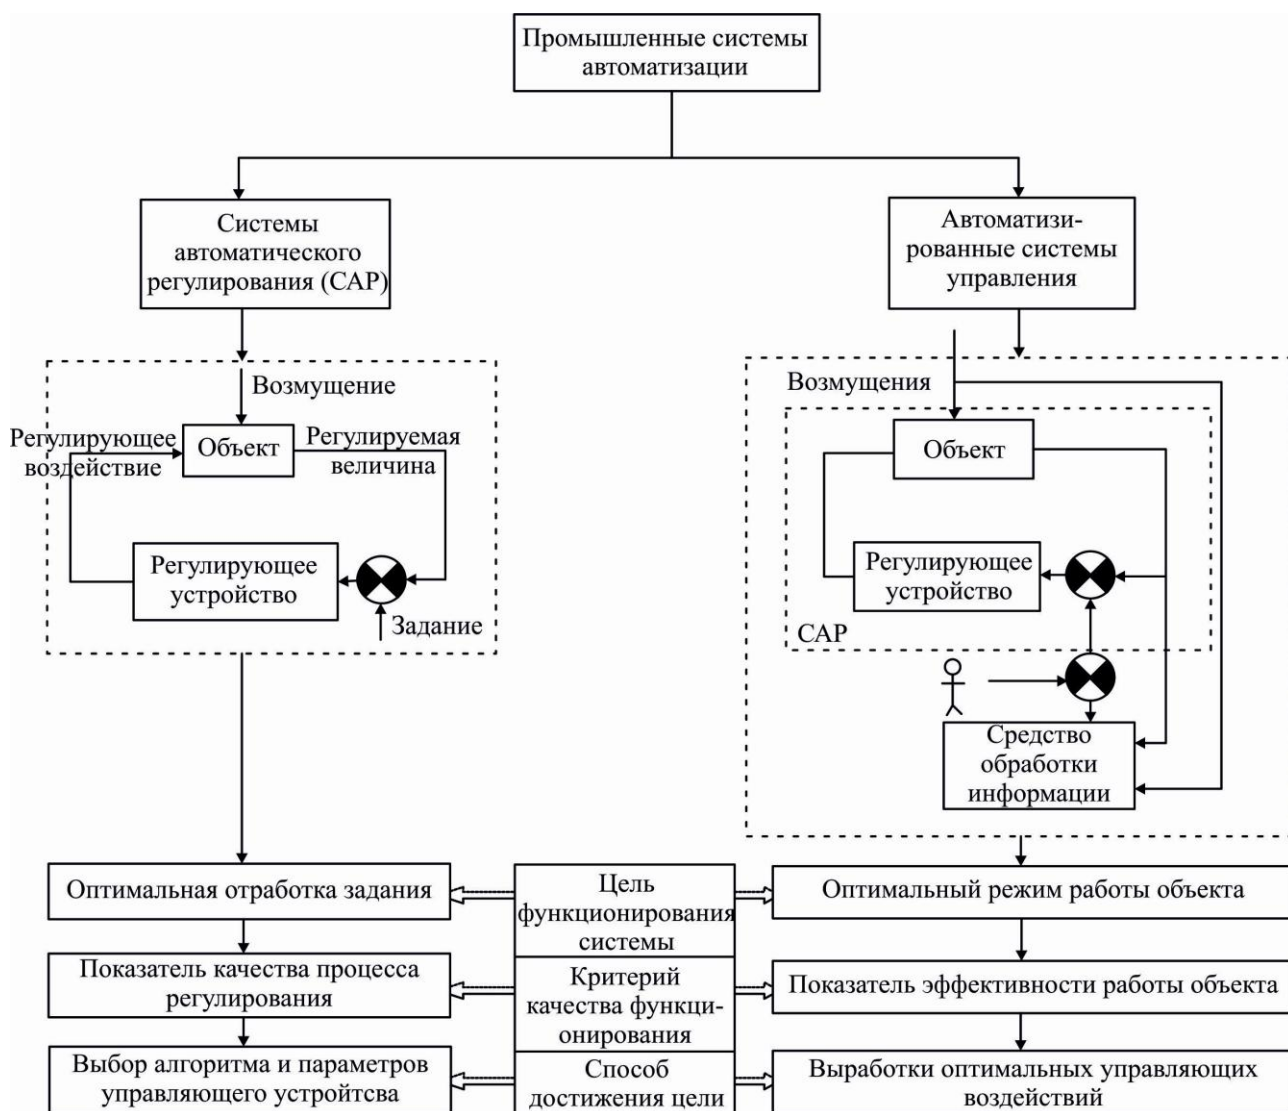 Промышленные системы
автоматизации
Системы
автоматического
регулирования (САР)
Автоматизи-
рованные системы
управления
Возмущение
Регулирующее
воздействие
Объект
Регулируемая
величина
Регулирующее
устройство
Задание
Возмущения
Объект
Регулирующее
устройство
САР
Средство
обработки
информации
Оптимальная отработка задания
Цель
функционирования
системы
Оптимальный режим работы объекта
Показатель качества процесса
регулирования
Критерий
качества функци-
онирования
Показатель эффективности работы объекта
Выбор алгоритма и параметров
управляющего устройтсва
Способ
достижения цели
Выработки оптимальных управляющих
воздействий